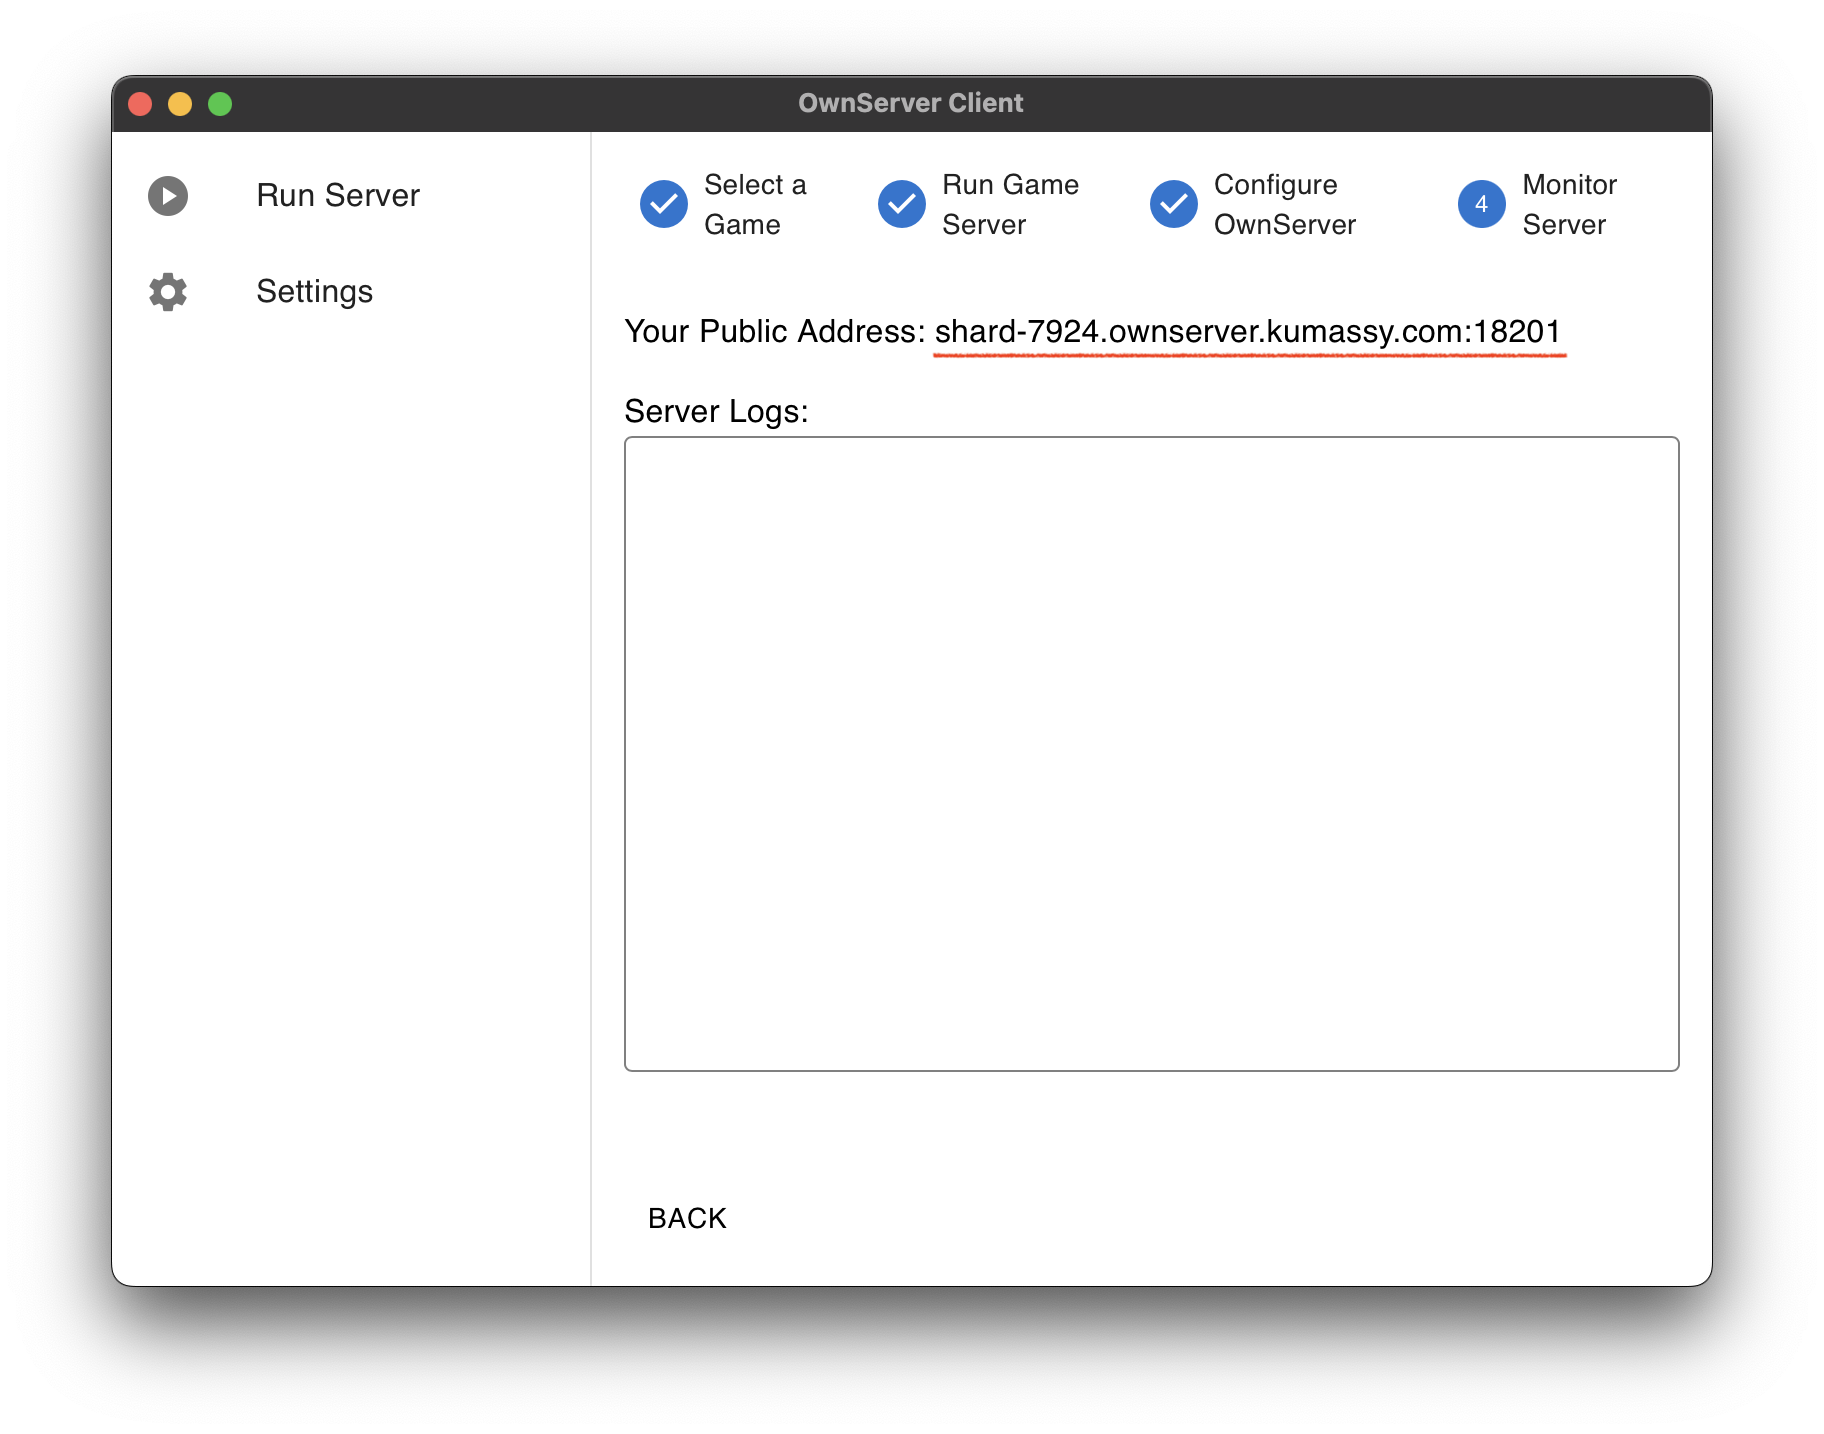 OwnServer Client
Run Server
Settings
Select a
Game
Run Game
Server
Configure
OwnServer
4
Monitor
Server
Your Public Address: shard-7924.ownserver.kumassy.com:18201
Server Logs:
BACK